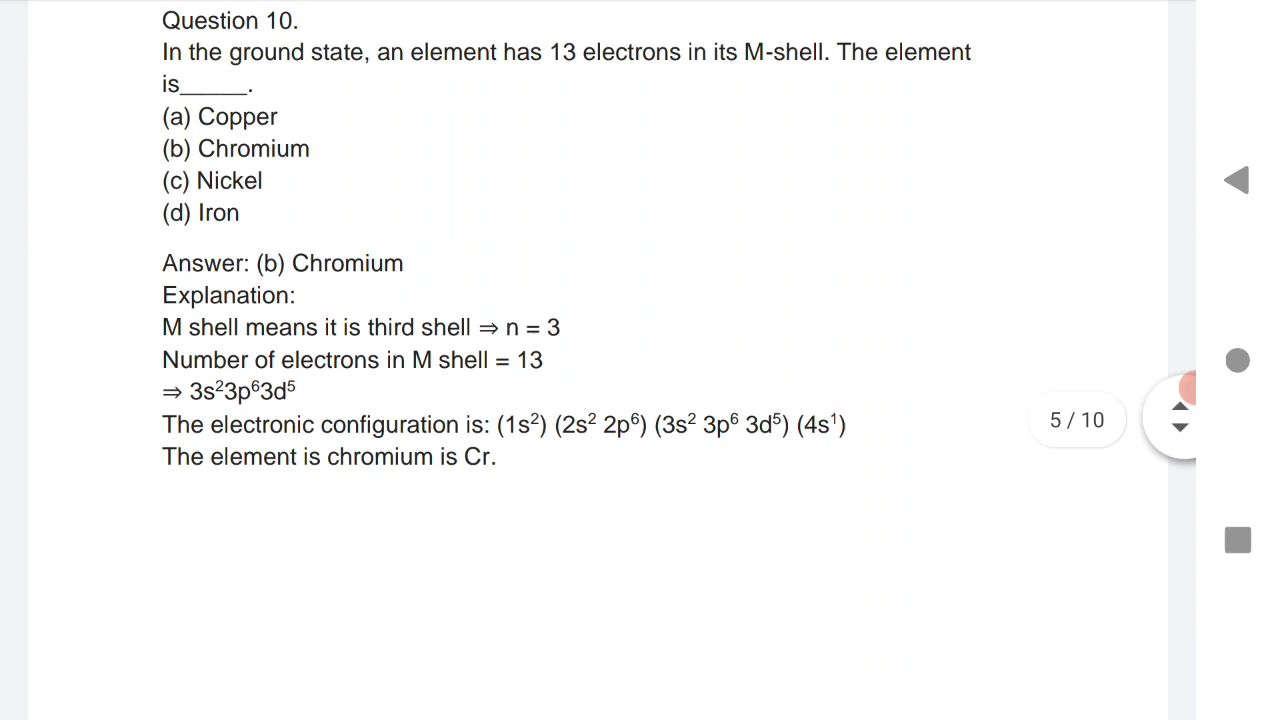 Question 10.
In the ground state, an element has 13 electrons in its M-shell. The element
is_____.
(a) Copper
(b) Chromium
(c) Nickel
(d) Iron
Answer: (b) Chromium
Explanation:
M shell means it is third shell ⇒ n = 3
Number of electrons in M shell = 13
⇒ 3s²3p⁶3d⁵
The electronic configuration is: (1s²) (2s² 2p⁶) (3s² 3p⁶ 3d⁵) (4s¹)
The element is chromium is Cr.
5 / 10